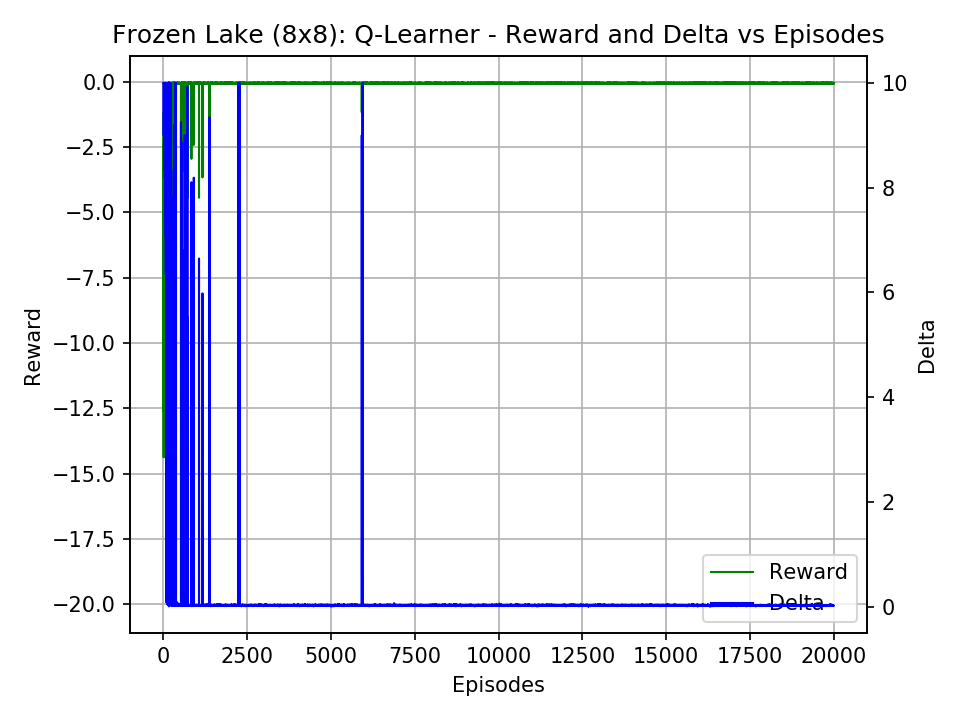 Frozen Lake (8x8): Q-Learner - Reward and Delta vs Episodes
0.0
−2.5
−5.0
−7.5
−10.0
−12.5
−15.0
−17.5
−20.0
Reward
10
8
6
4
2
0
Delta
Reward
Delta
0 2500 5000 7500 10000 12500 15000 17500 20000
Episodes